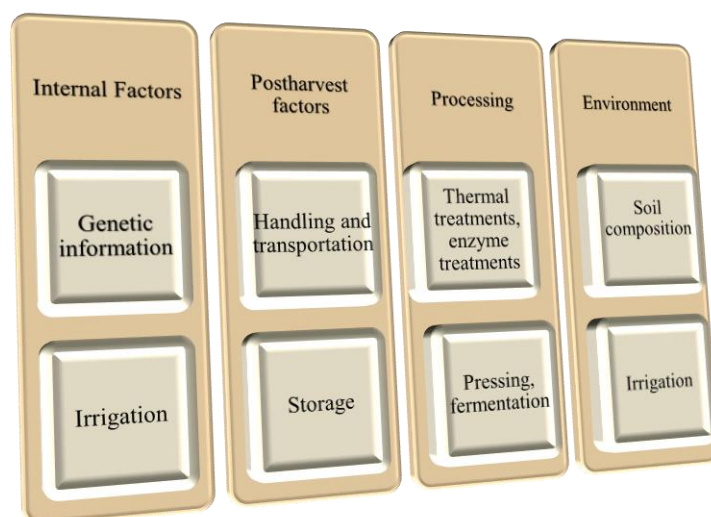 Internal Factors
Genetic
information
Irrigation
Postharvest
factors
Handling and
transportation
Storage
Processing
Thermal
treatments,
enzyme
treatments
Pressing,
fermentation
Environment
Soil
composition
Irrigation